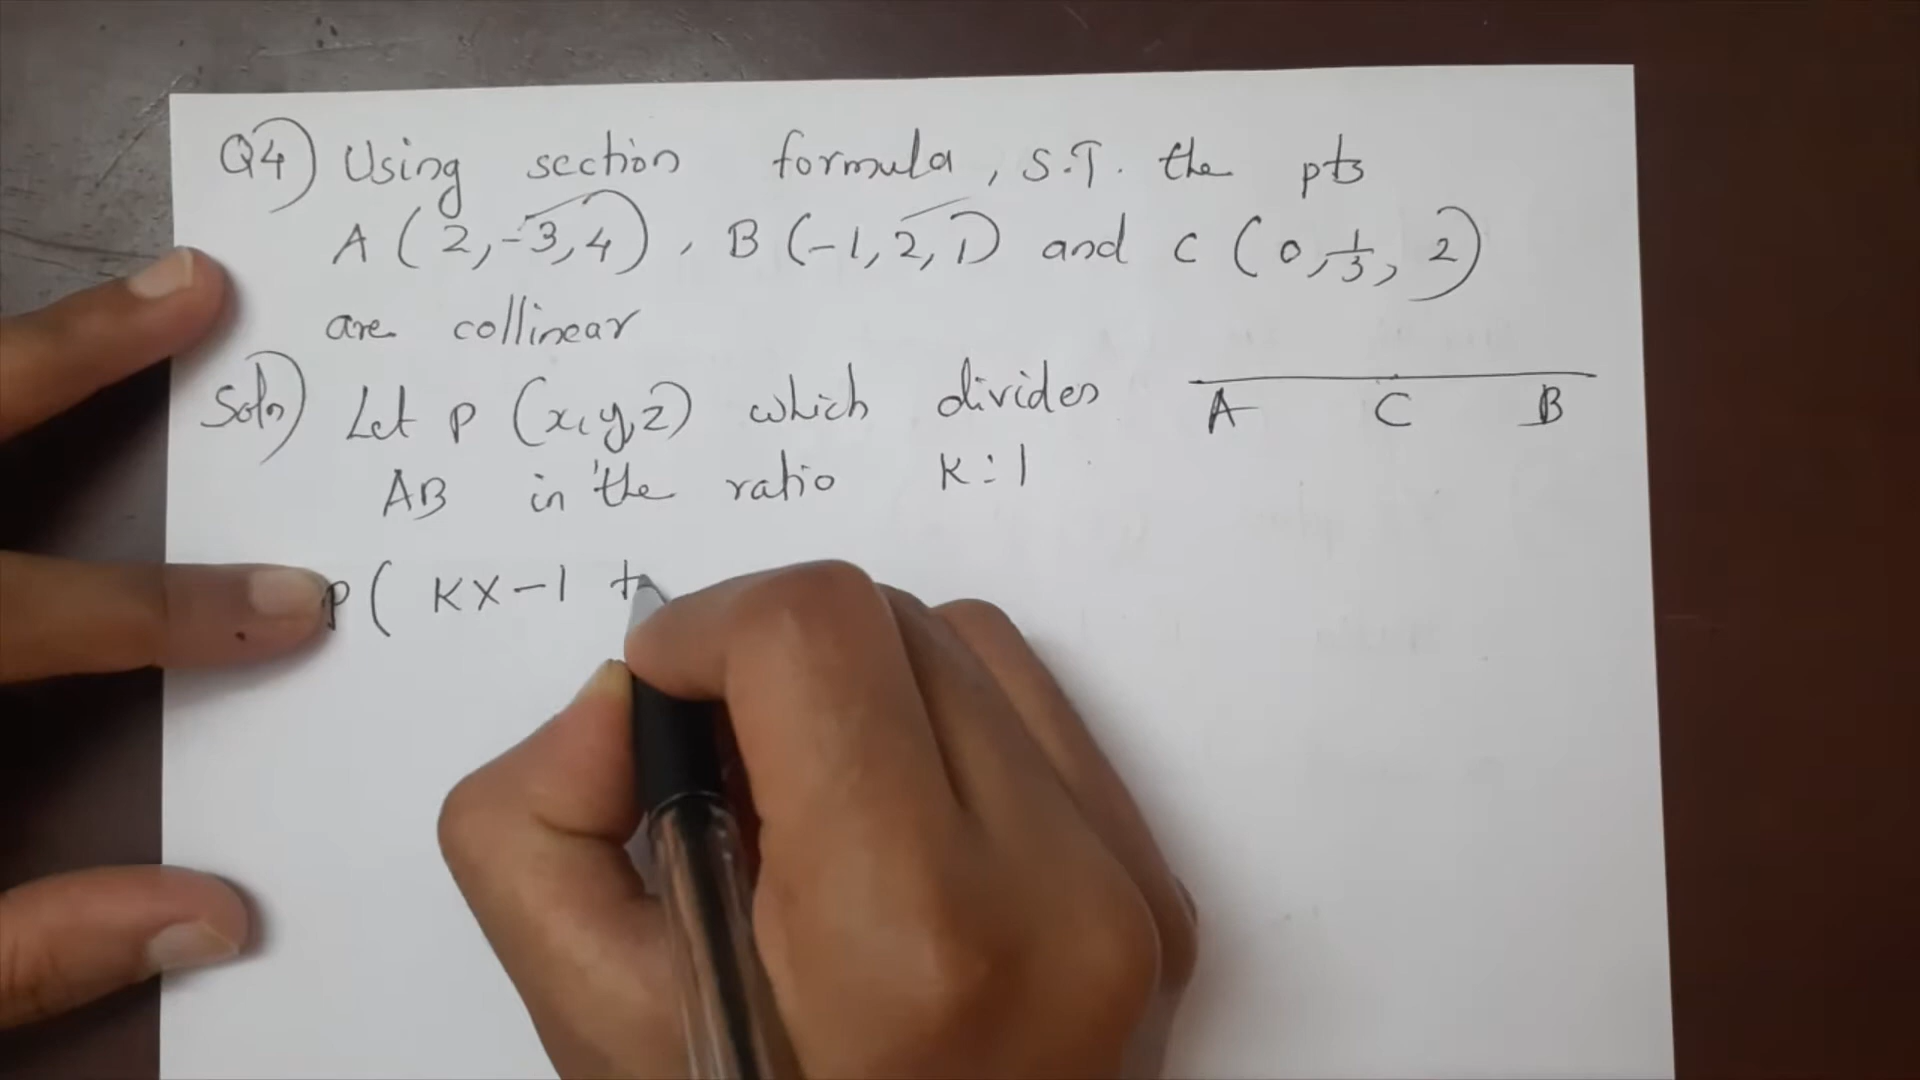 Q4) Using section formula, S.T. the pts
A (2,-3,4), B (-1,2,1) and C (0,1/3, 2)
are collinear
Soln) Let P (x,y,z) which divides
A C B
AB in the ratio K:1
P( K×-1 +